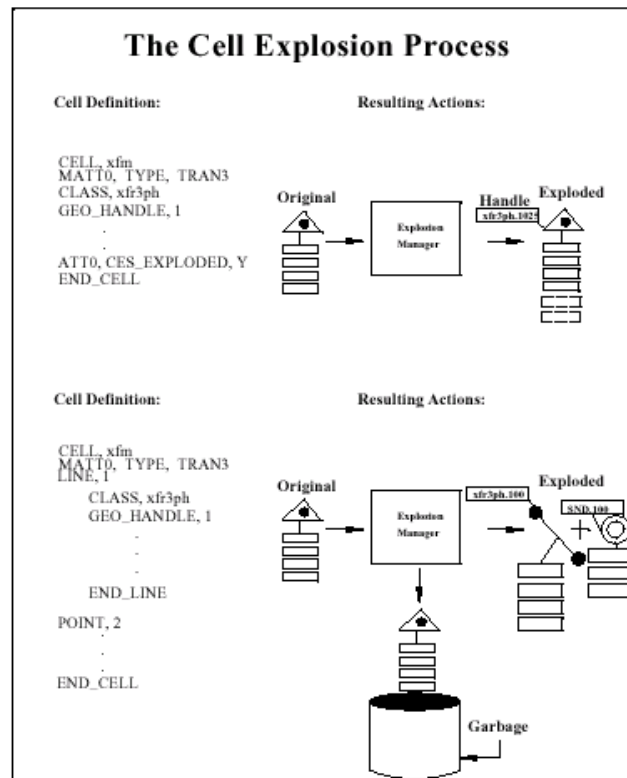 The Cell Explosion Process
Cell Definition:
Resulting Actions:
CELL, xfm
MATT0, TYPE, TRAN3
CLASS, xfr3ph
GEO_HANDLE, 1
.
.
ATT0, CES_EXPLODED, Y
END_CELL
Original
Explosion
Manager
Handle
Exploded
xfr3ph.1025
Cell Definition:
Resulting Actions:
CELL, xfm
MATT0, TYPE, TRAN3
LINE, 1
CLASS, xfr3ph
GEO_HANDLE, 1
.
.
.
END_LINE
POINT, 2
.
.
.
END_CELL
Original
Explosion
Manager
Exploded
xfr3ph.100
SND.100
Garbage